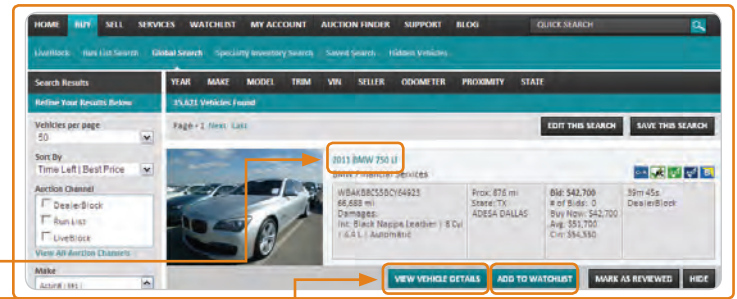 HOME BUY SELL SERVICES WATCHLIST MY ACCOUNT AUCTION FINDER SUPPORT BLOG QUICK SEARCH
LiveBlock Run List Search Global Search Specialty Inventory Search Saved Search Hidden Vehicles
Search Results YEAR MAKE MODEL TRIM VIN SELLER ODOMETER PROXIMITY STATE
Refine Your Results Below Vehicles Found
Vehicles per page Page 1 Next Last EDIT THIS SEARCH SAVE THIS SEARCH
50
Sort By
Time Left | Best Price
BMW 750 LI
BMW Financial Services
Auction Channel
DealerBlock
Run List
LiveBlock
View All Auction Channels
Prox: 876 mi Bid: $42,700 39m 45s
State: TX # of Bids: 0 DealerBlock
Damages: ADESA DALLAS Buy Now: $42,700
Int: Black Nappa Leather | 8 Cyl
Automatic
Make
VIEW VEHICLE DETAILS ADD TO WATCHLIST MARK AS REVIEWED HIDE